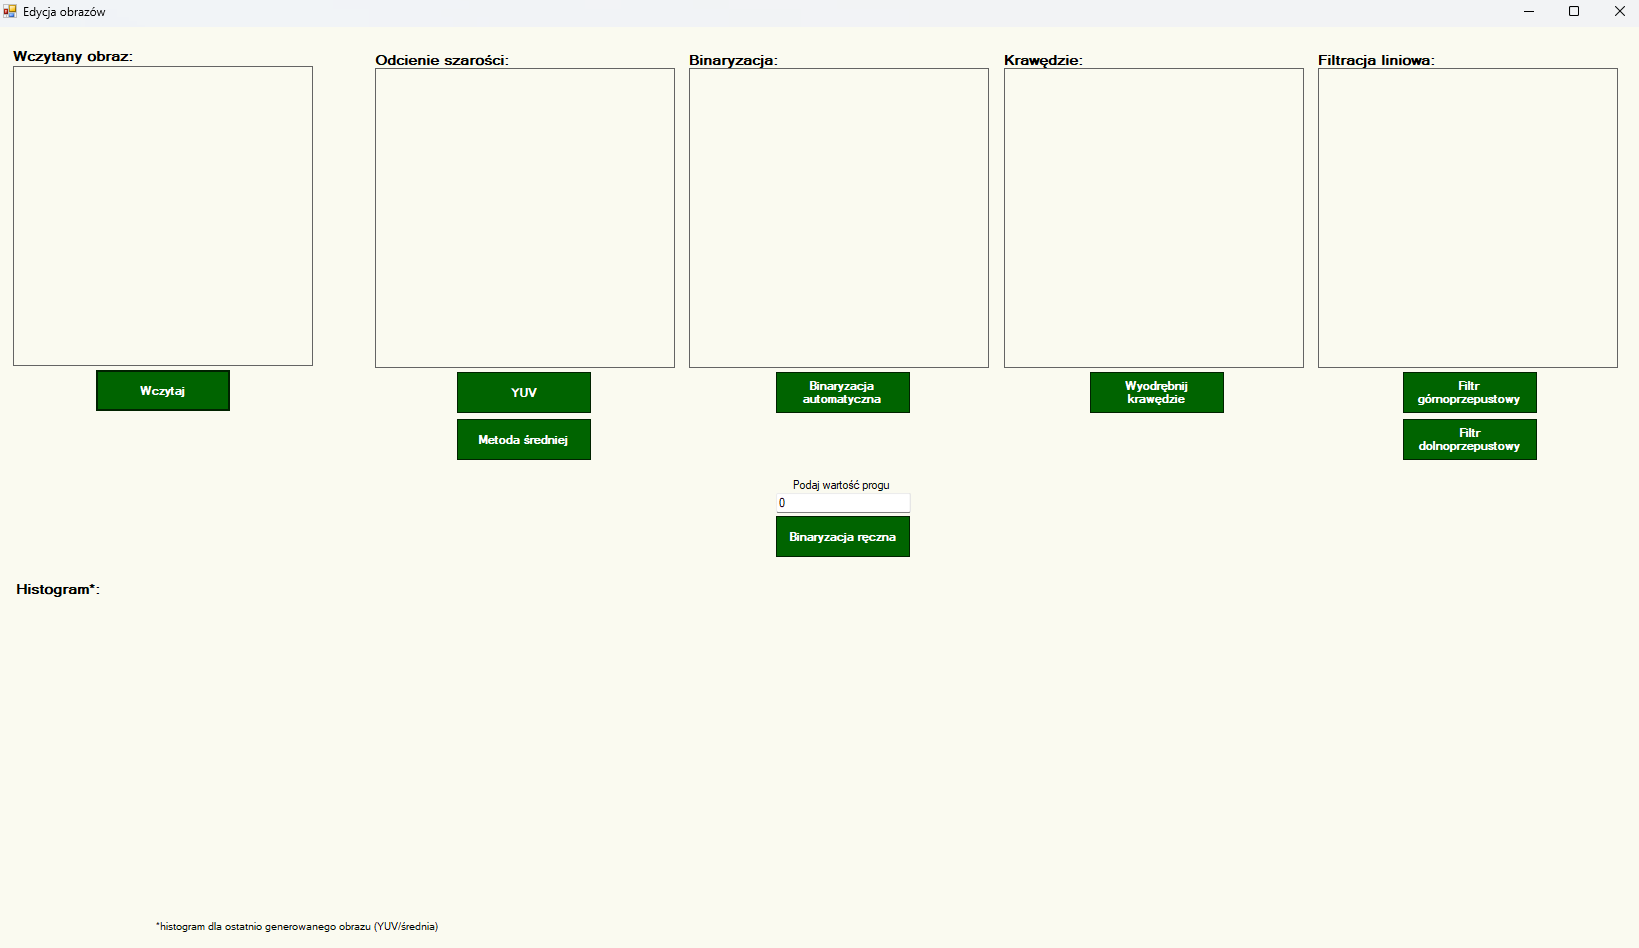 Edycja obrazów
Wczytany obraz:
Odcienie szarości:
Binaryzacja:
Krawędzie:
Filtracja liniowa:
Wczytaj
YUV
Metoda średniej
Binaryzacja
automatyczna
Podaj wartość progu
0
Binaryzacja ręczna
Wyodrębnij
krawędzie
Filtr
górnoprzepustowy
Filtr
dolnoprzepustowy
Histogram*:
*histogram dla ostatnio generowanego obrazu (YUV/średnia)